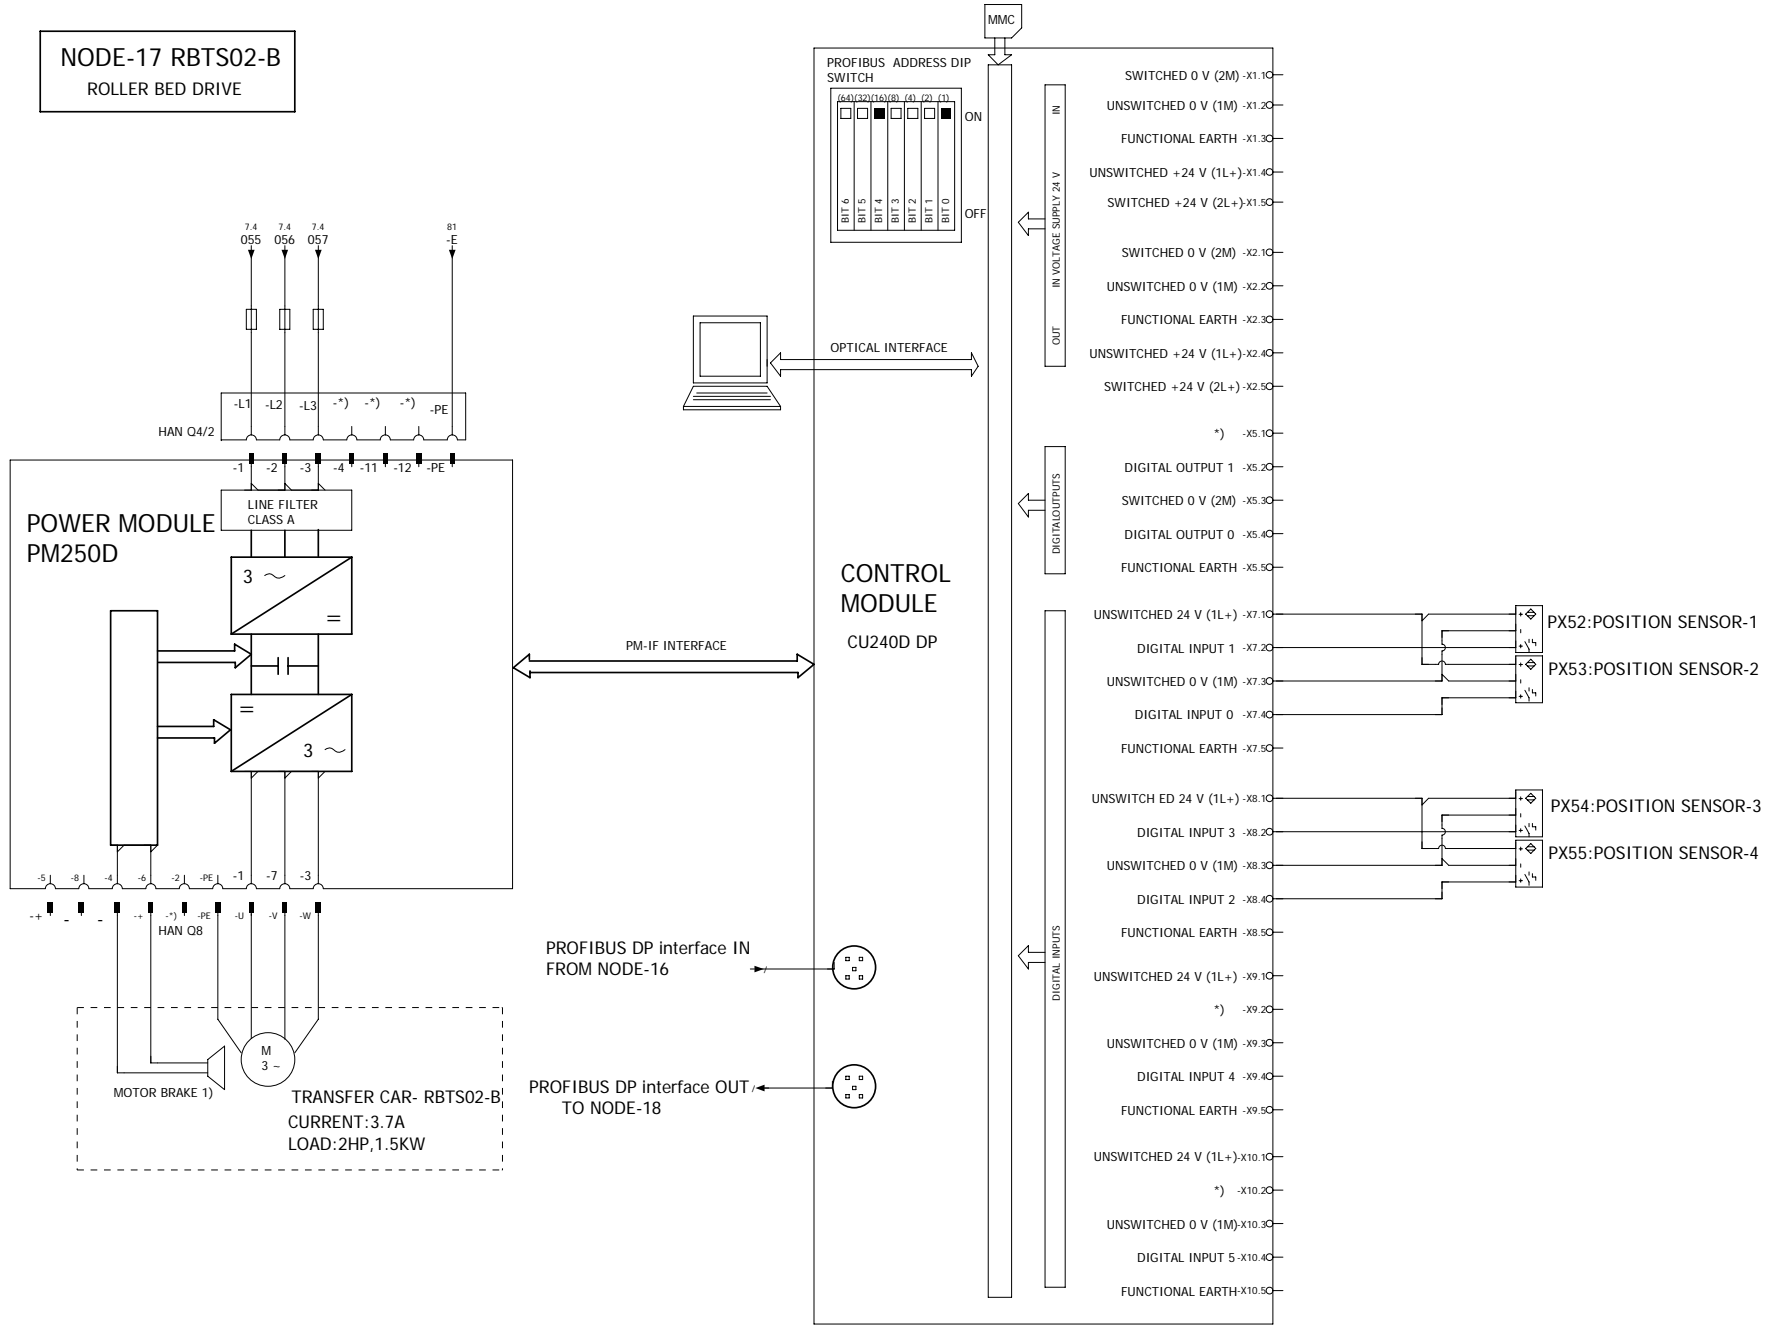 NODE-17 RBTS02-B
ROLLER BED DRIVE
7.4 7.4 7.4 81
055 056 057 -E
-L1 -L2 -L3 -*) -*) -*) -PE
HAN Q4/2
-1 -2 -3 -4 -11 -12 -PE
LINE FILTER
CLASS A
POWER MODULE
PM250D
3 ~
=
=
3 ~
-5 -8 -4 -6 -2 -PE -1 -7 -3
-+ - - -+ -*) -PE -U -V -W
HAN Q8
M
3 ~
MOTOR BRAKE 1)
TRANSFER CAR- RBTS02-B
CURRENT:3.7A
LOAD:2HP,1.5KW
PM-IF INTERFACE
OPTICAL INTERFACE
PROFIBUS DP interface IN
FROM NODE-16
PROFIBUS DP interface OUT
TO NODE-18
MMC
PROFIBUS ADDRESS DIP
SWITCH
(64) (32) (16) (8) (4) (2) (1)
ON
BIT 6 BIT 5 BIT 4 BIT 3 BIT 2 BIT 1 BIT 0
OFF
CONTROL
MODULE
CU240D DP
IN
IN VOLTAGE SUPPLY 24 V
OUT
DIGITALOUTPUTS
DIGITAL INPUTS
SWITCHED 0 V (2M) -X1.1
UNSWITCHED 0 V (1M) -X1.2
FUNCTIONAL EARTH -X1.3
UNSWITCHED +24 V (1L+)-X1.4
SWITCHED +24 V (2L+)-X1.5
SWITCHED 0 V (2M) -X2.1
UNSWITCHED 0 V (1M) -X2.2
FUNCTIONAL EARTH -X2.3
UNSWITCHED +24 V (1L+)-X2.4
SWITCHED +24 V (2L+) -X2.5
*) -X5.1
DIGITAL OUTPUT 1 -X5.2
SWITCHED 0 V (2M) -X5.3
DIGITAL OUTPUT 0 -X5.4
FUNCTIONAL EARTH -X5.5
UNSWITCHED 24 V (1L+) -X7.1
DIGITAL INPUT 1 -X7.2
UNSWITCHED 0 V (1M) -X7.3
DIGITAL INPUT 0 -X7.4
FUNCTIONAL EARTH -X7.5
UNSWITCH ED 24 V (1L+) -X8.1
DIGITAL INPUT 3 -X8.2
UNSWITCHED 0 V (1M) -X8.3
DIGITAL INPUT 2 -X8.4
FUNCTIONAL EARTH -X8.5
UNSWITCHED 24 V (1L+) -X9.1
*) -X9.2
UNSWITCHED 0 V (1M) -X9.3
DIGITAL INPUT 4 -X9.4
FUNCTIONAL EARTH -X9.5
UNSWITCHED 24 V (1L+)-X10.1
*) -X10.2
UNSWITCHED 0 V (1M)-X10.3
DIGITAL INPUT 5 -X10.4
FUNCTIONAL EARTH-X10.5
PX52:POSITION SENSOR-1
PX53:POSITION SENSOR-2
PX54:POSITION SENSOR-3
PX55:POSITION SENSOR-4